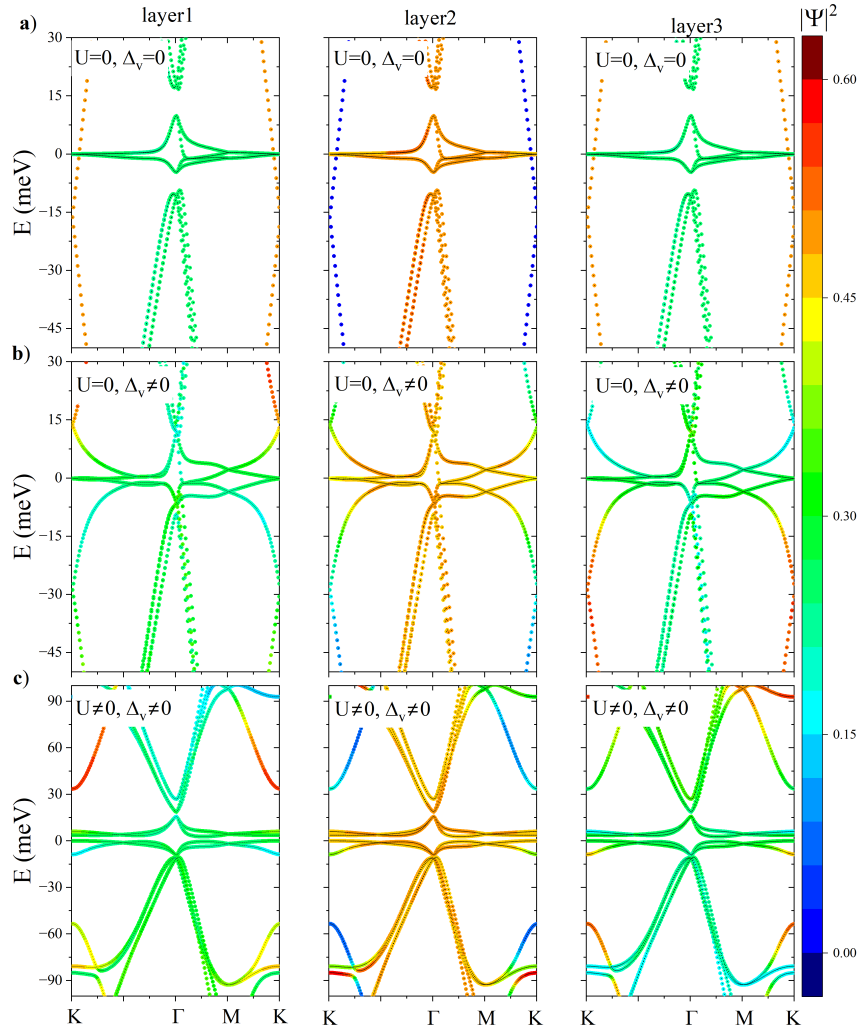 layer1 layer2 layer3 |Ψ|²
a)
U=0, Δᵥ=0 U=0, Δᵥ=0 U=0, Δᵥ=0
E (meV)
30
15
0
−15
−30
−45
b)
U=0, Δᵥ≠0 U=0, Δᵥ≠0 U=0, Δᵥ≠0
E (meV)
30
15
0
−15
−30
−45
c)
U≠0, Δᵥ≠0 U≠0, Δᵥ≠0 U≠0, Δᵥ≠0
E (meV)
90
60
30
0
−30
−60
−90
K Γ M K K Γ M K K Γ M K
0.60
0.45
0.30
0.15
0.00